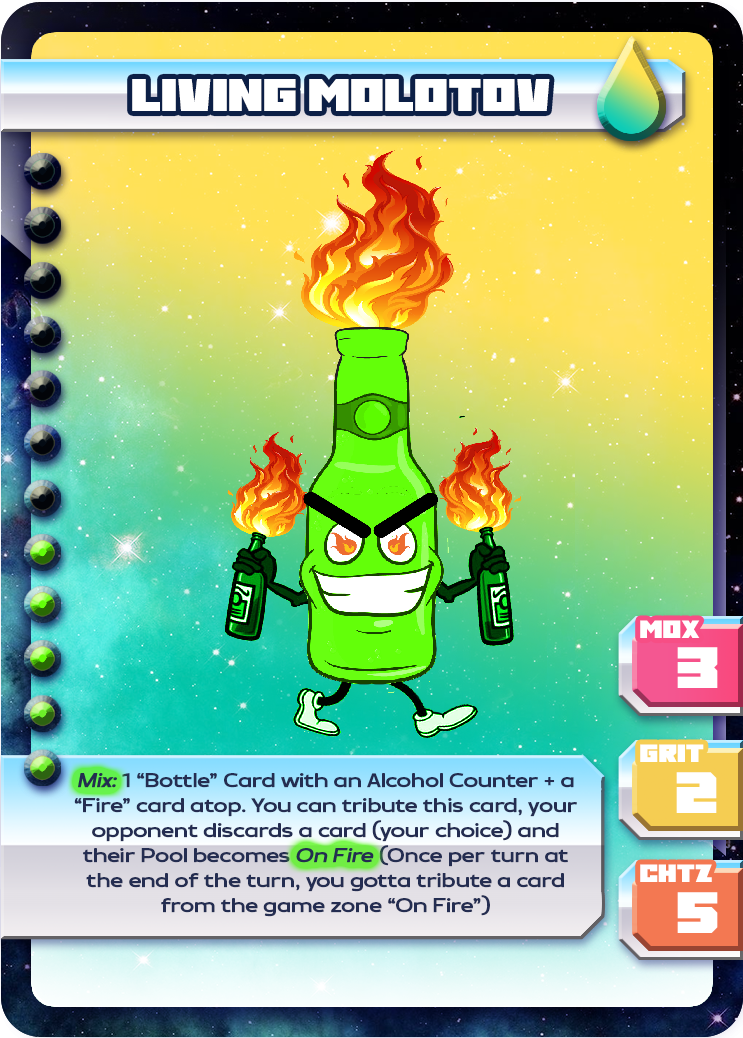 LIVING MOLOTOV
MOX
3
GRIT
2
CHTZ
5
Mix: 1 “Bottle” Card with an Alcohol Counter + a
“Fire” card atop. You can tribute this card, your
opponent discards a card (your choice) and
their Pool becomes On Fire (Once per turn at
the end of the turn, you gotta tribute a card
from the game zone “On Fire”)